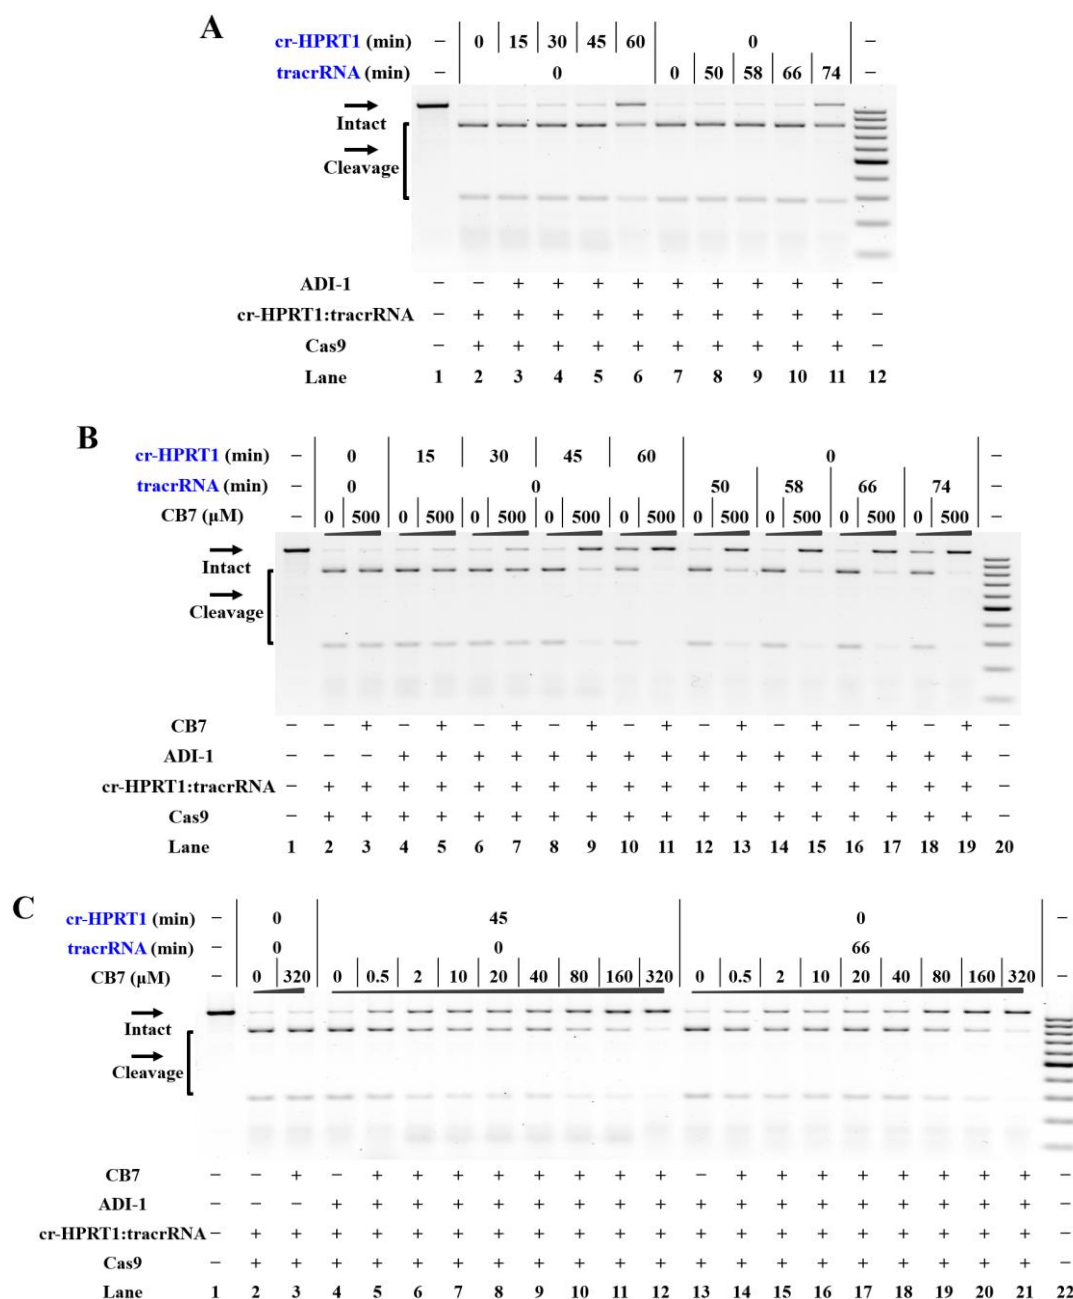 A
cr-HPRT1 (min) – 0 15 30 45 60 0 –
tracrRNA (min) – 0 0 50 58 66 74 –
Intact
Cleavage
ADI-1 – – + + + + + + + + + –
cr-HPRT1:tracrRNA – + + + + + + + + + + –
Cas9 – + + + + + + + + + + –
Lane 1 2 3 4 5 6 7 8 9 10 11 12
B
cr-HPRT1 (min) – 0 15 30 45 60 0 –
tracrRNA (min) – 0 0 50 58 66 74 –
CB7 (μM) – 0 500 0 500 0 500 0 500 0 500 0 500 0 500 0 500 0 500 –
Intact
Cleavage
CB7 – – + – + – + – + – + – + – + – + – + –
ADI-1 – – – + + + + + + + + + + + + + + + + –
cr-HPRT1:tracrRNA – + + + + + + + + + + + + + + + + + + –
Cas9 – + + + + + + + + + + + + + + + + + + –
Lane 1 2 3 4 5 6 7 8 9 10 11 12 13 14 15 16 17 18 19 20
C
cr-HPRT1 (min) – 0 45 0 –
tracrRNA (min) – 0 0 66 –
CB7 (μM) – 0 320 0 0.5 2 10 20 40 80 160 320 0 0.5 2 10 20 40 80 160 320 –
Intact
Cleavage
CB7 – – + – + + + + + + + + – + + + + + + + + –
ADI-1 – – – + + + + + + + + + + + + + + + + + + –
cr-HPRT1:tracrRNA – + + + + + + + + + + + + + + + + + + + + –
Cas9 – + + + + + + + + + + + + + + + + + + + + –
Lane 1 2 3 4 5 6 7 8 9 10 11 12 13 14 15 16 17 18 19 20 21 22